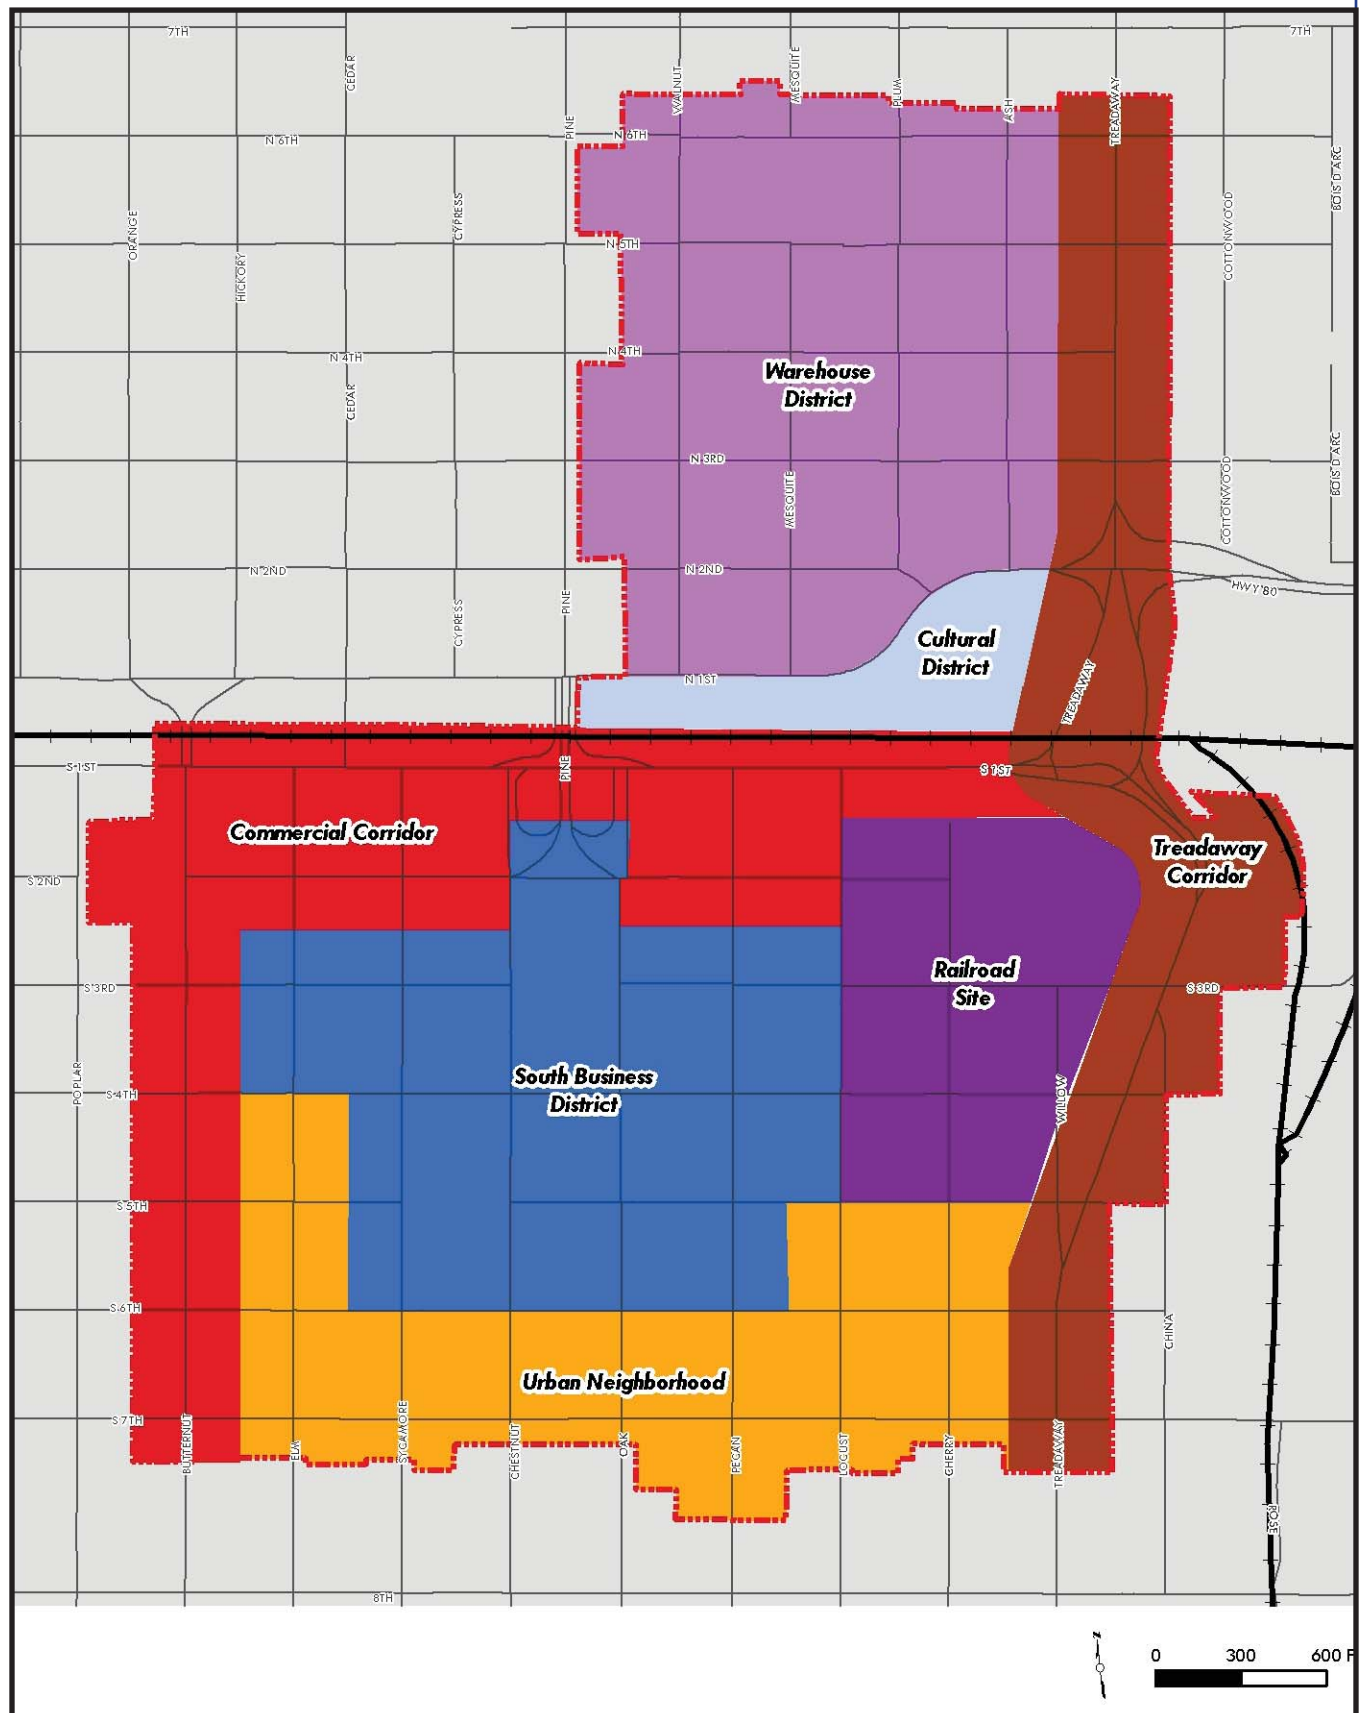 7TH
7TH
CEDAR
WALNUT
MESQUITE
PLUM
ASH
TREADAWAY
PINE
N 6TH
N 6TH
BOIS D ARC
ORANGE
HICKORY
CYPRESS
N 5TH
COTTONWOOD
N 4TH
N 4TH
CEDAR
Warehouse
District
N 3RD
MESQUITE
COTTONWOOD
BOIS D ARC
N 2ND
N 2ND
HWY 80
CYPRESS
PINE
Cultural
District
N 1ST
TREADAWAY
S 1ST
PINE
S 1ST
Commercial Corridor
Treadaway
Corridor
S 2ND
Railroad
Site
S 3RD
S 3RD
POPLAR
South Business
District
S 4TH
WILLOW
S 5TH
S 6TH
CHINA
Urban Neighborhood
S 7TH
BUTTERNUT
ELM
SYCAMORE
CHESTNUT
OAK
PECAN
LOCUST
CHERRY
TREADAWAY
ROSE
8TH
N
0 300 600 F